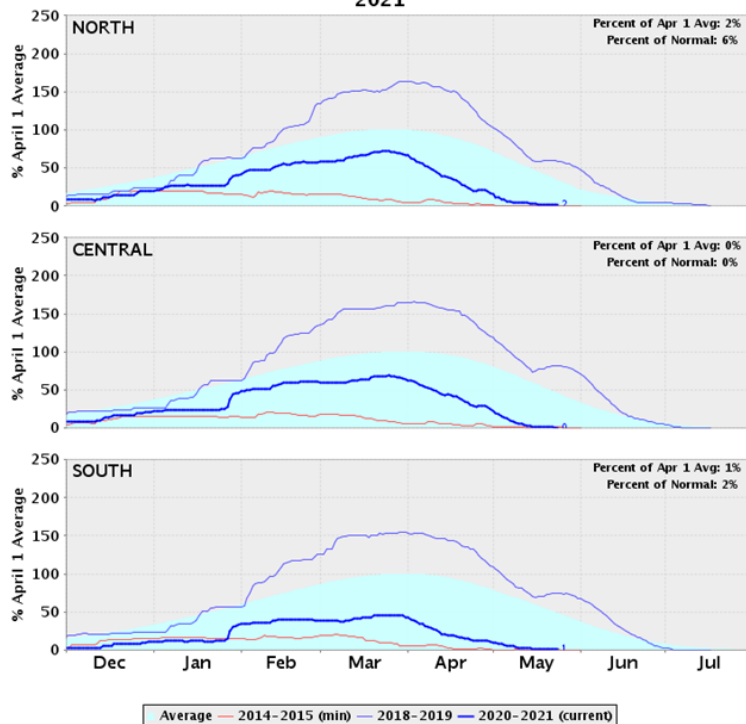 2021
250
200
150
100
50
0
% April 1 Average
NORTH
Percent of Apr 1 Avg: 2%
Percent of Normal: 6%
2
250
200
150
100
50
0
% April 1 Average
CENTRAL
Percent of Apr 1 Avg: 0%
Percent of Normal: 0%
0
250
200
150
100
50
0
% April 1 Average
SOUTH
Percent of Apr 1 Avg: 1%
Percent of Normal: 2%
1
Dec Jan Feb Mar Apr May Jun Jul
Average 2014-2015 (min) 2018-2019 2020-2021 (current)